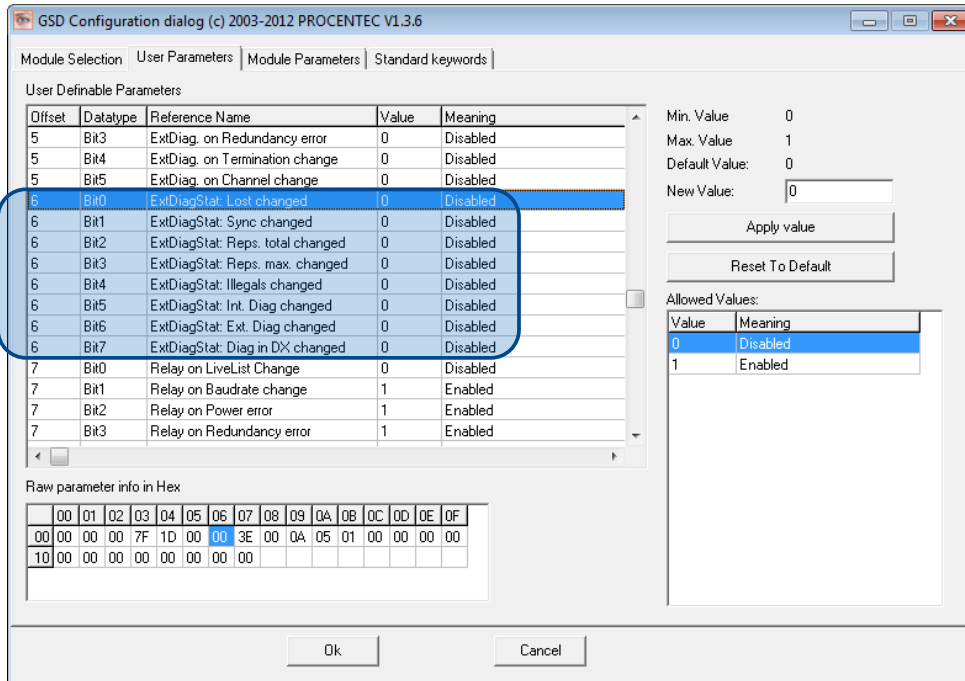 GSD Configuration dialog (c) 2003-2012 PROCENTEC V1.3.6
Module Selection User Parameters Module Parameters Standard keywords
User Definable Parameters
Offset Datatype Reference Name Value Meaning
5 Bit3 ExtDiag. on Redundancy error 0 Disabled
5 Bit4 ExtDiag. on Termination change 0 Disabled
5 Bit5 ExtDiag. on Channel change 0 Disabled
6 Bit0 ExtDiagStat: Lost changed 0 Disabled
6 Bit1 ExtDiagStat: Sync changed 0 Disabled
6 Bit2 ExtDiagStat: Reps. total changed 0 Disabled
6 Bit3 ExtDiagStat: Reps. max. changed 0 Disabled
6 Bit4 ExtDiagStat: Illegals changed 0 Disabled
6 Bit5 ExtDiagStat: Int. Diag changed 0 Disabled
6 Bit6 ExtDiagStat: Ext. Diag changed 0 Disabled
6 Bit7 ExtDiagStat: Diag in DX changed 0 Disabled
7 Bit0 Relay on LiveList Change 0 Disabled
7 Bit1 Relay on Baudrate change 1 Enabled
7 Bit2 Relay on Power error 1 Enabled
7 Bit3 Relay on Redundancy error 1 Enabled
Min. Value 0
Max. Value 1
Default Value: 0
New Value: 0
Apply value
Reset To Default
Allowed Values:
Value Meaning
0 Disabled
1 Enabled
Raw parameter info in Hex
00 01 02 03 04 05 06 07 08 09 0A 0B 0C 0D 0E 0F
00 00 00 00 7F 1D 00 00 3E 00 0A 05 01 00 00 00 00
10 00 00 00 00 00 00 00 00
Ok Cancel